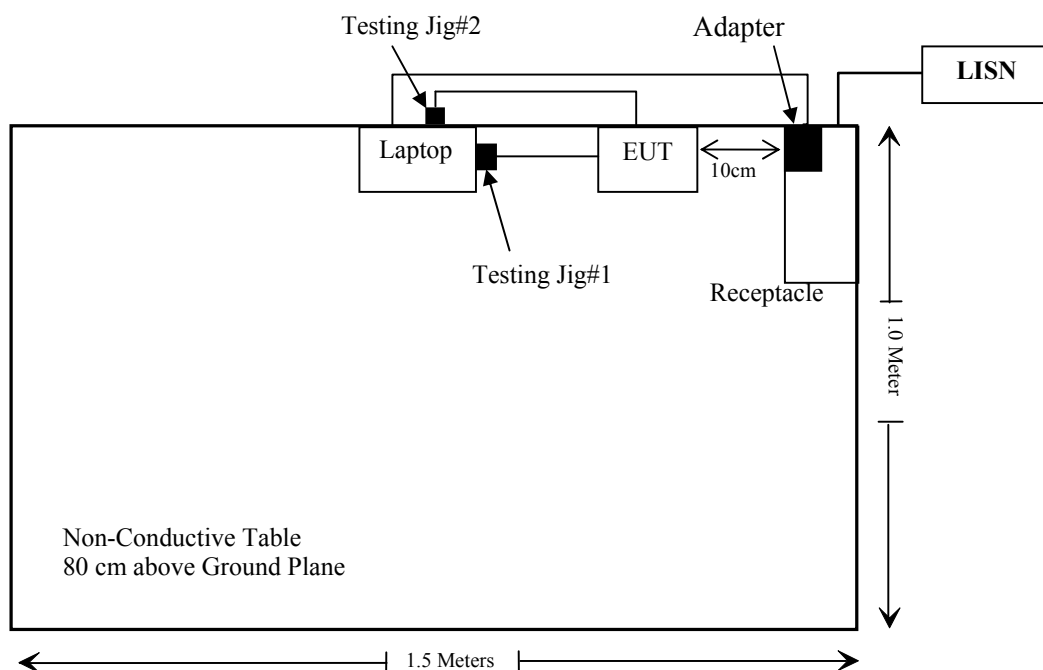 Testing Jig#2
Adapter
LISN
Laptop
EUT
10cm
Testing Jig#1
Receptacle
1.0 Meter
Non-Conductive Table
80 cm above Ground Plane
1.5 Meters